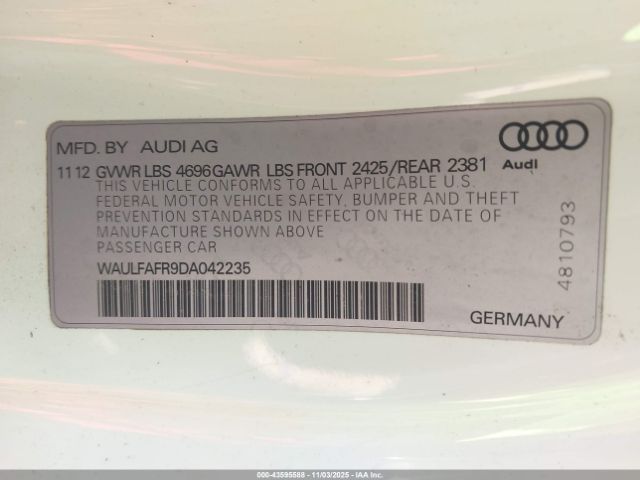 MFD. BY AUDI AG
11 12 GVWR LBS 4696 GAWR LBS FRONT 2425/REAR 2381
Audi
THIS VEHICLE CONFORMS TO ALL APPLICABLE U.S.
FEDERAL MOTOR VEHICLE SAFETY, BUMPER AND THEFT
PREVENTION STANDARDS IN EFFECT ON THE DATE OF
MANUFACTURE SHOWN ABOVE
PASSENGER CAR
WAULFAFR9DA042235
4810793
GERMANY
000-43595588 - 11/03/2025 - IAA Inc.